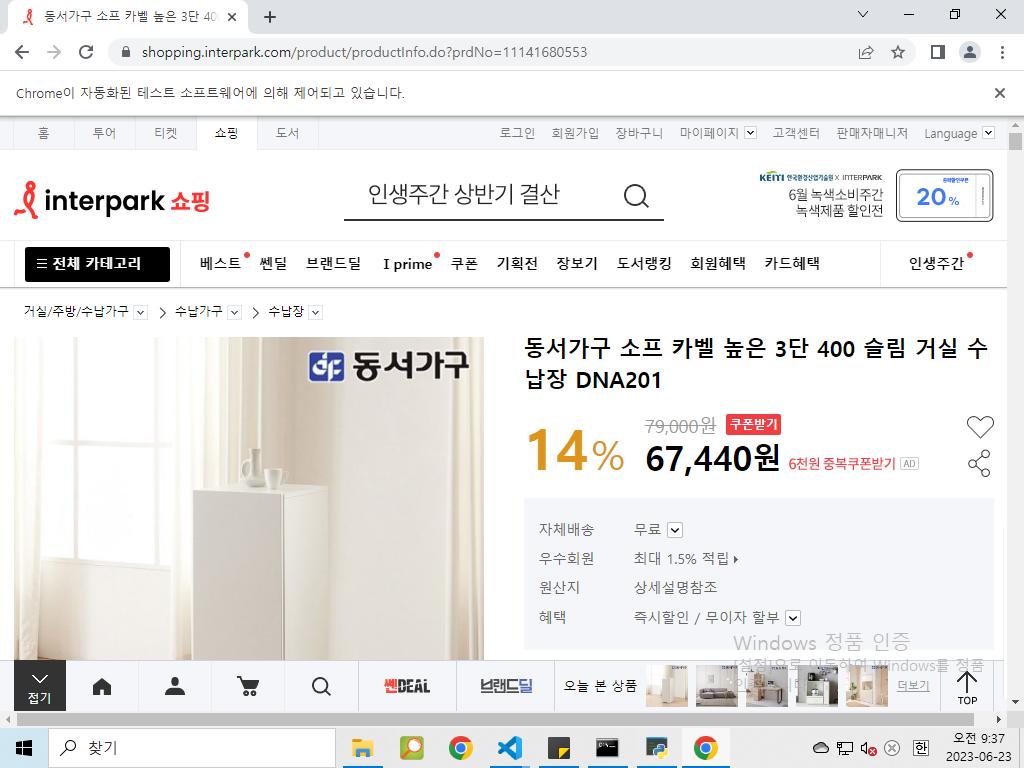 동서가구 소프 카벨 높은 3단 40
shopping.interpark.com/product/productInfo.do?prdNo=11141680553
Chrome이 자동화된 테스트 소프트웨어에 의해 제어되고 있습니다.
홈 투어 티켓 쇼핑 도서 로그인 회원가입 장바구니 마이페이지 고객센터 판매자매니저 Language
interpark 쇼핑
인생주간 상반기 결산
KEITI 한국환경산업기술원 X INTERPARK
6월 녹색소비주간
녹색제품 할인전
중복할인쿠폰
20%
전체 카테고리 베스트 쎈딜 브랜드딜 I prime 쿠폰 기획전 장보기 도서랭킹 회원혜택 카드혜택 인생주간
거실/주방/수납가구 수납가구 수납장
동서가구
동서가구 소프 카벨 높은 3단 400 슬림 거실 수
납장 DNA201
14%
79,000원 쿠폰받기
67,440원 6천원 중복쿠폰받기 AD
자체배송 무료
우수회원 최대 1.5% 적립
원산지 상세설명참조
혜택 즉시할인 / 무이자 할부
Windows 정품 인증
[설정]으로 이동하여 Windows를 정품
접기
쎈DEAL
브랜드딜
오늘 본 상품
더보기
TOP
찾기
한
오전 9:37
2023-06-23